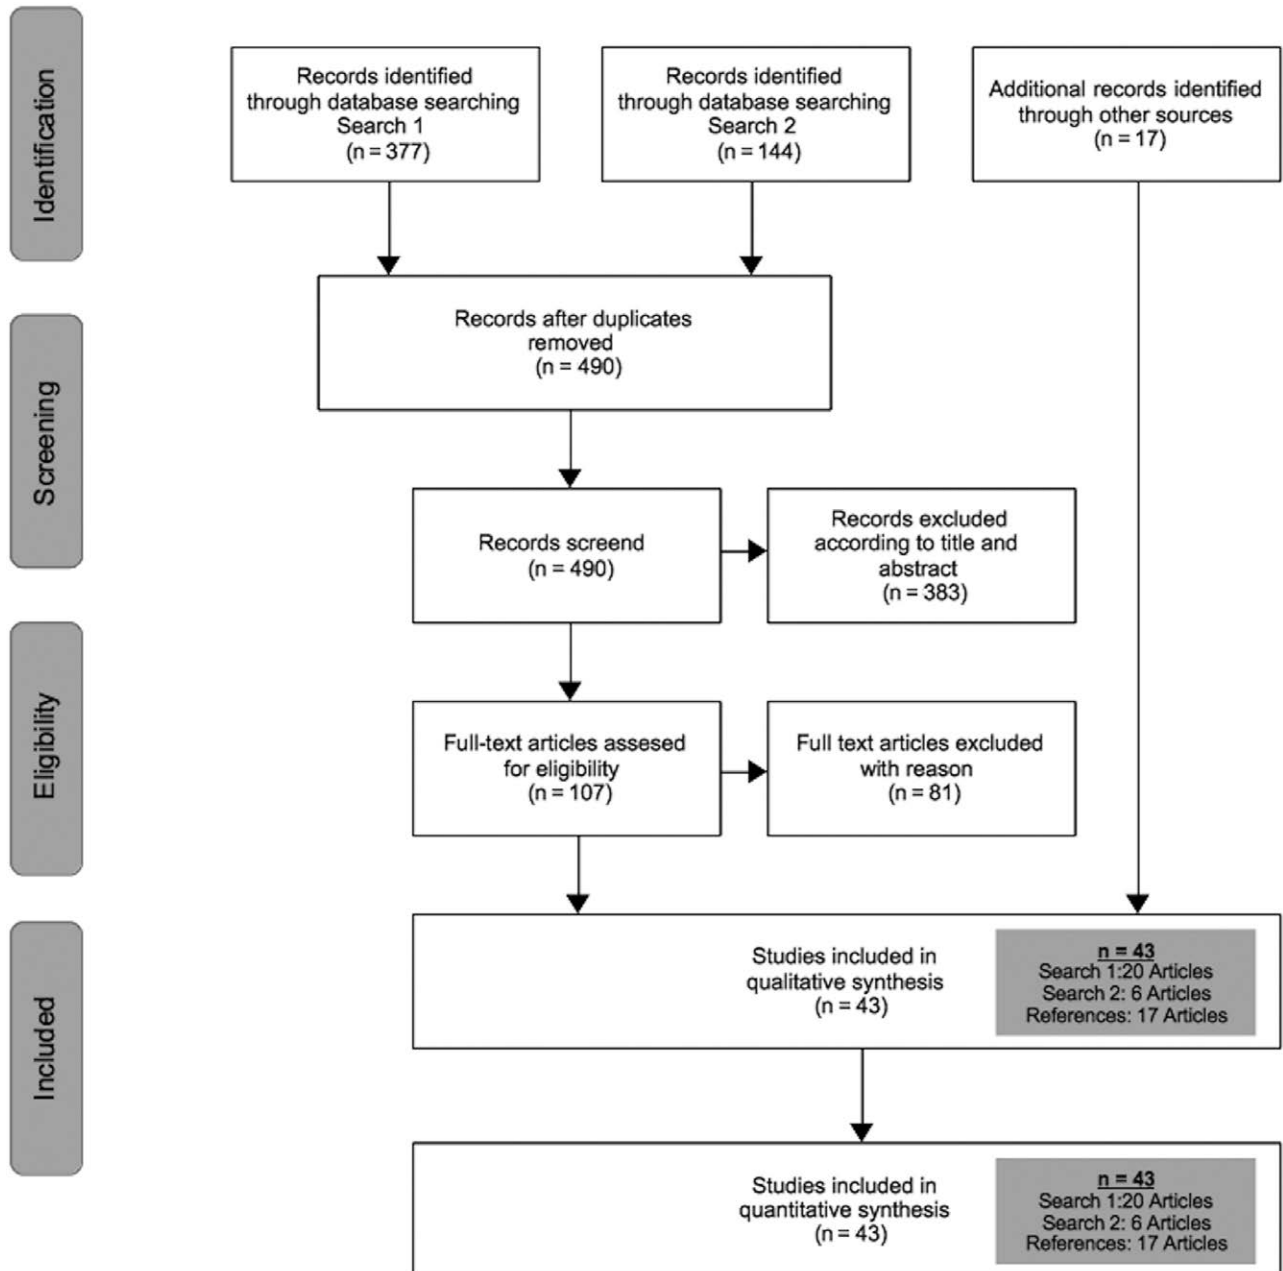 Identification
Records identified
through database searching
Search 1
(n = 377)
Records identified
through database searching
Search 2
(n = 144)
Additional records identified
through other sources
(n = 17)
Records after duplicates
removed
(n = 490)
Screening
Records screend
(n = 490)
Records excluded
according to title and
abstract
(n = 383)
Eligibility
Full-text articles assesed
for eligibility
(n = 107)
Full text articles excluded
with reason
(n = 81)
Included
Studies included in
qualitative synthesis
(n = 43)
n = 43
Search 1:20 Articles
Search 2: 6 Articles
References: 17 Articles
Studies included in
quantitative synthesis
(n = 43)
n = 43
Search 1:20 Articles
Search 2: 6 Articles
References: 17 Articles